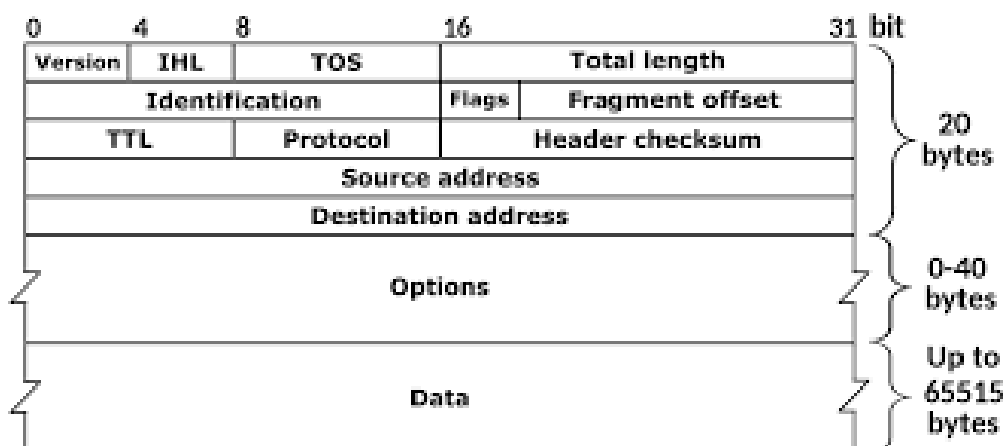 0 4 8 16 31 bit
Version IHL TOS Total length
Identification Flags Fragment offset
TTL Protocol Header checksum
Source address
Destination address
20
bytes
Options
0-40
bytes
Data
Up to
65515
bytes